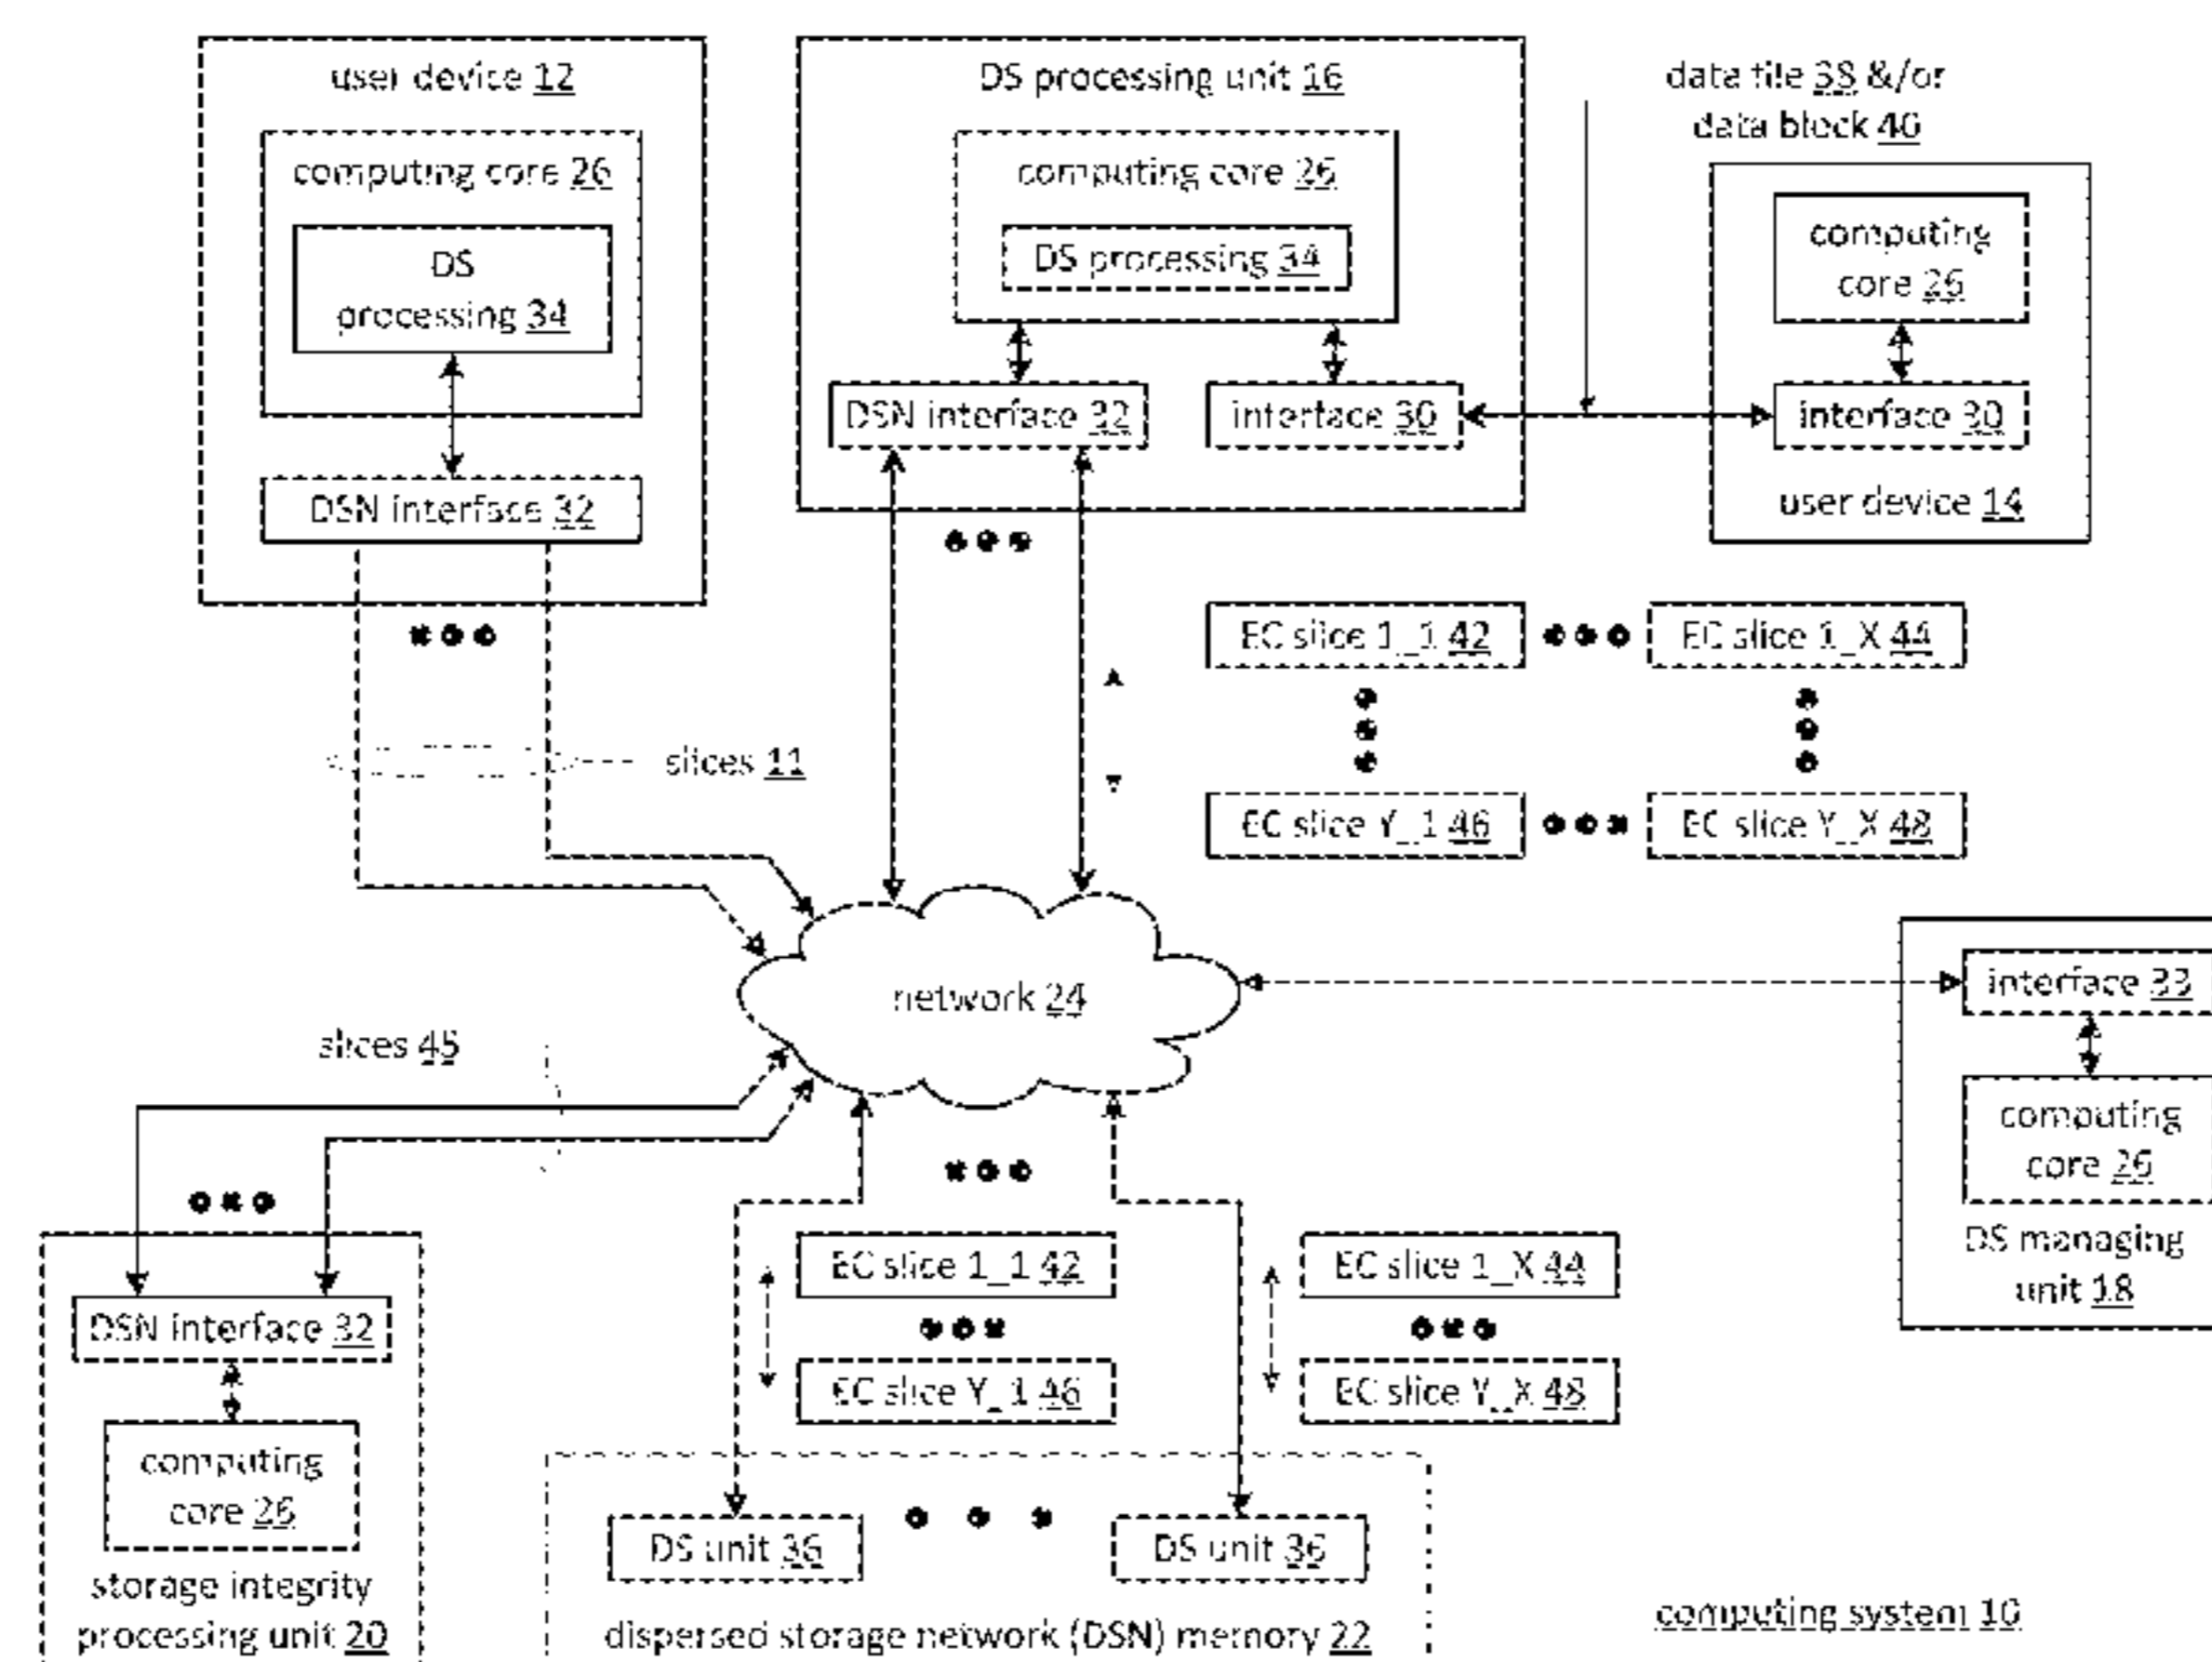 user device 12
computing core 26
DS
processing 34
DSN interface 32
DS processing unit 16
computing core 26
DS processing 34
DSN interface 32
interface 30
data file 38 &/or
data block 40
computing
core 26
interface 30
user device 14
slices 11
EC slice 1_1 42
EC slice 1_X 44
EC slice Y_1 46
EC slice Y_X 48
network 24
interface 33
computing
core 26
DS managing
unit 18
slices 45
DSN interface 32
computing
core 26
storage integrity
processing unit 20
EC slice 1_1 42
EC slice 1_X 44
EC slice Y_1 46
EC slice Y_X 48
DS unit 36
DS unit 36
dispersed storage network (DSN) memory 22
computing system 10